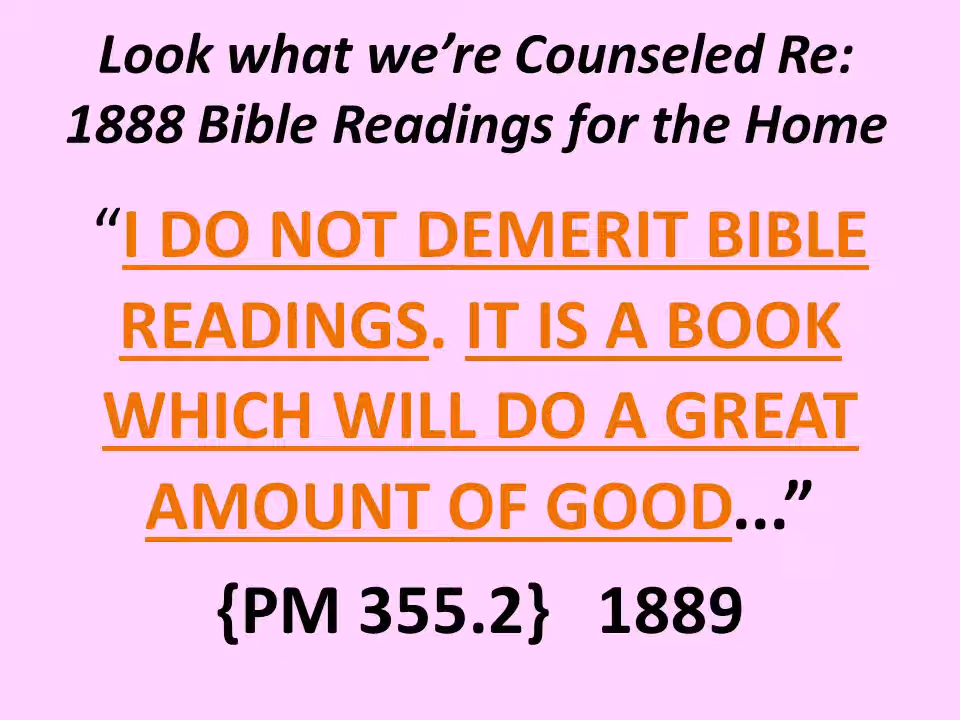 Look what we’re Counseled Re:
1888 Bible Readings for the Home
“I DO NOT DEMERIT BIBLE
READINGS. IT IS A BOOK
WHICH WILL DO A GREAT
AMOUNT OF GOOD...”
{PM 355.2} 1889